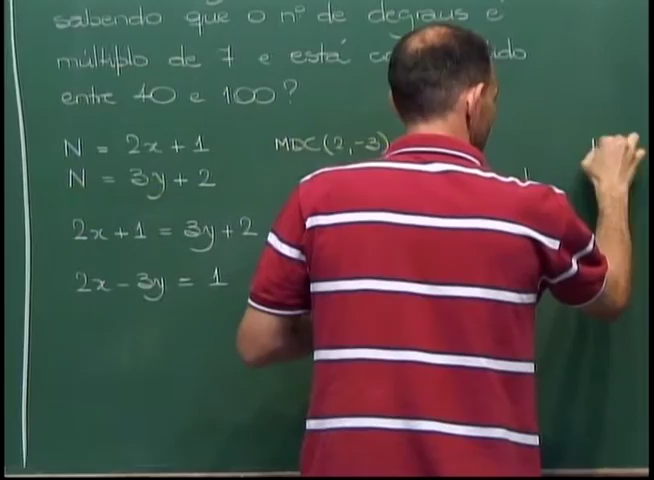 sabendo que o nº de degraus é
múltiplo de 7 e está
entre 40 e 100?
N = 2x + 1
MDC(2,-3)
N = 3y + 2
2x + 1 = 3y + 2
2x - 3y = 1